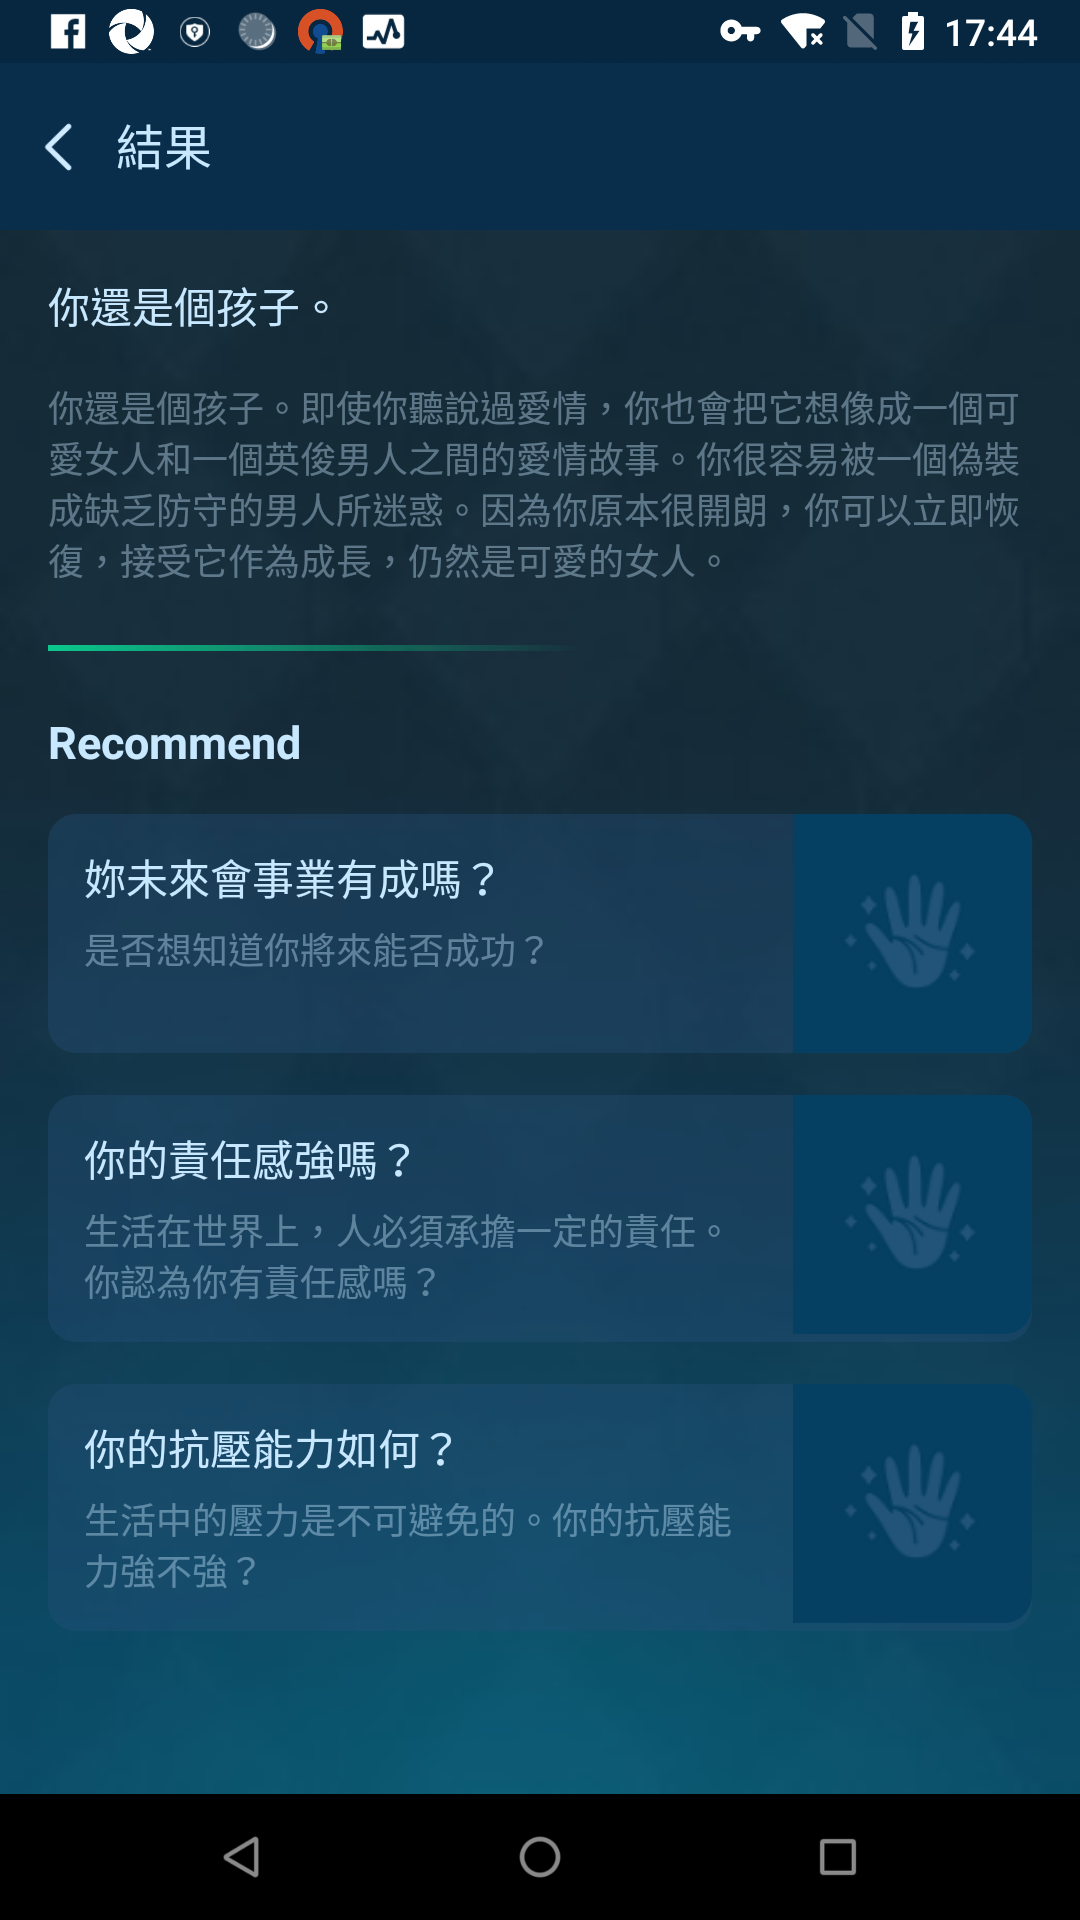 17:44
結果
你還是個孩子。
你還是個孩子。即使你聽說過愛情，你也會把它想像成一個可
愛女人和一個英俊男人之間的愛情故事。你很容易被一個偽裝
成缺乏防守的男人所迷惑。因為你原本很開朗，你可以立即恢
復，接受它作為成長，仍然是可愛的女人。
Recommend
妳未來會事業有成嗎？
是否想知道你將來能否成功？
你的責任感強嗎？
生活在世界上，人必須承擔一定的責任。
你認為你有責任感嗎？
你的抗壓能力如何？
生活中的壓力是不可避免的。你的抗壓能
力強不強？